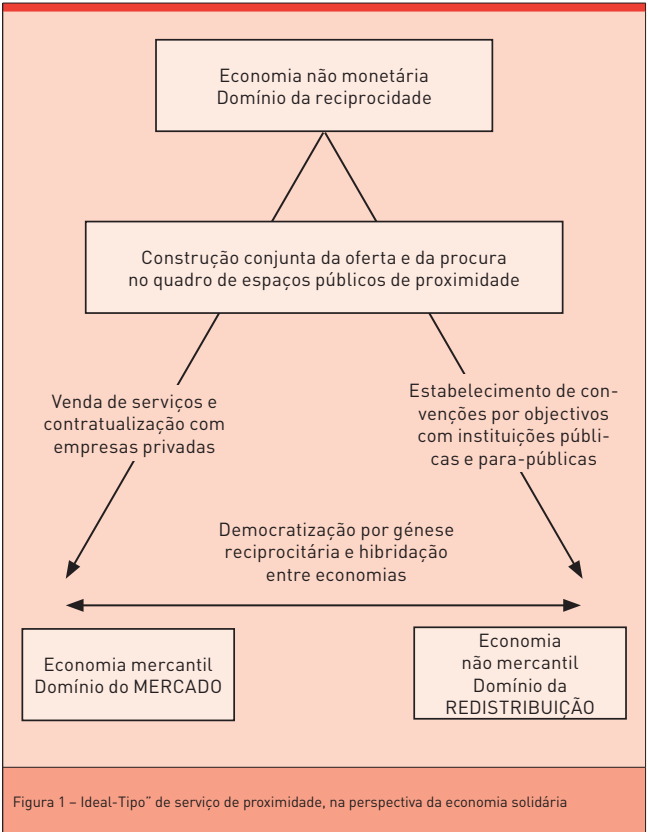 Economia não monetária
Domínio da reciprocidade
Construção conjunta da oferta e da procura
no quadro de espaços públicos de proximidade
Venda de serviços e
contratualização com
empresas privadas
Estabelecimento de con-
venções por objectivos
com instituições públi-
cas e para-públicas
Democratização por génese
reciprocitária e hibridação
entre economias
Economia mercantil
Domínio do MERCADO
Economia
não mercantil
Domínio da
REDISTRIBUIÇÃO
Figura 1 – Ideal-Tipo” de serviço de proximidade, na perspectiva da economia solidária